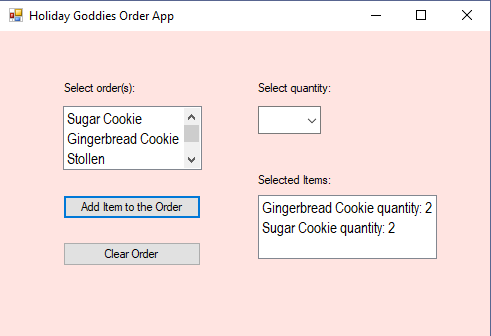 Holiday Goddies Order App
Select order(s):
Select quantity:
Sugar Cookie
Gingerbread Cookie
Stollen
Selected Items:
Add Item to the Order
Gingerbread Cookie quantity: 2
Sugar Cookie quantity: 2
Clear Order